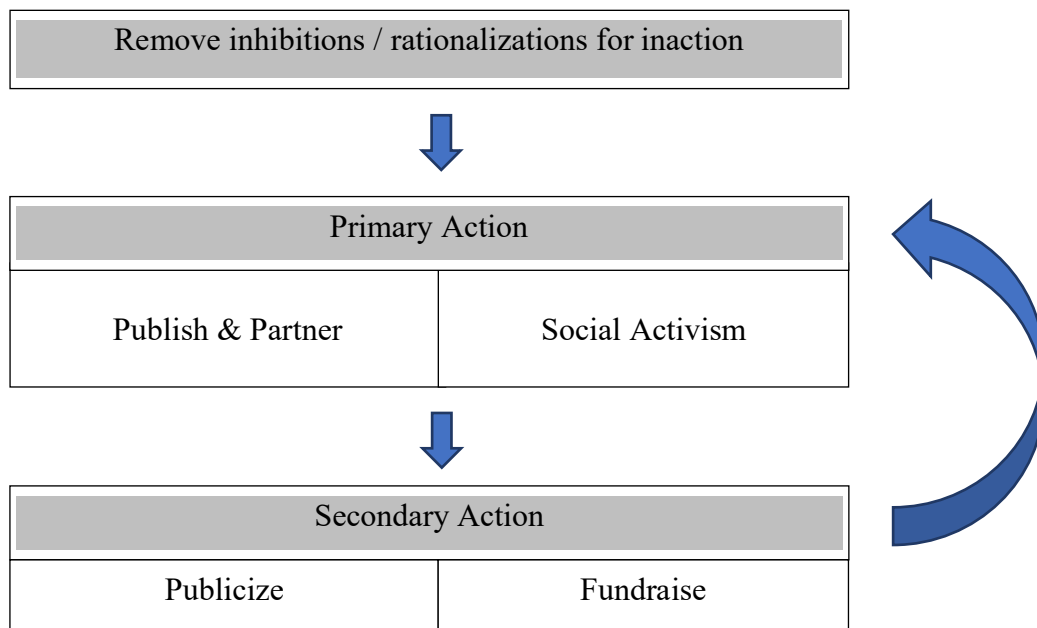 Remove inhibitions / rationalizations for inaction
Primary Action
Publish & Partner
Social Activism
Secondary Action
Publicize
Fundraise